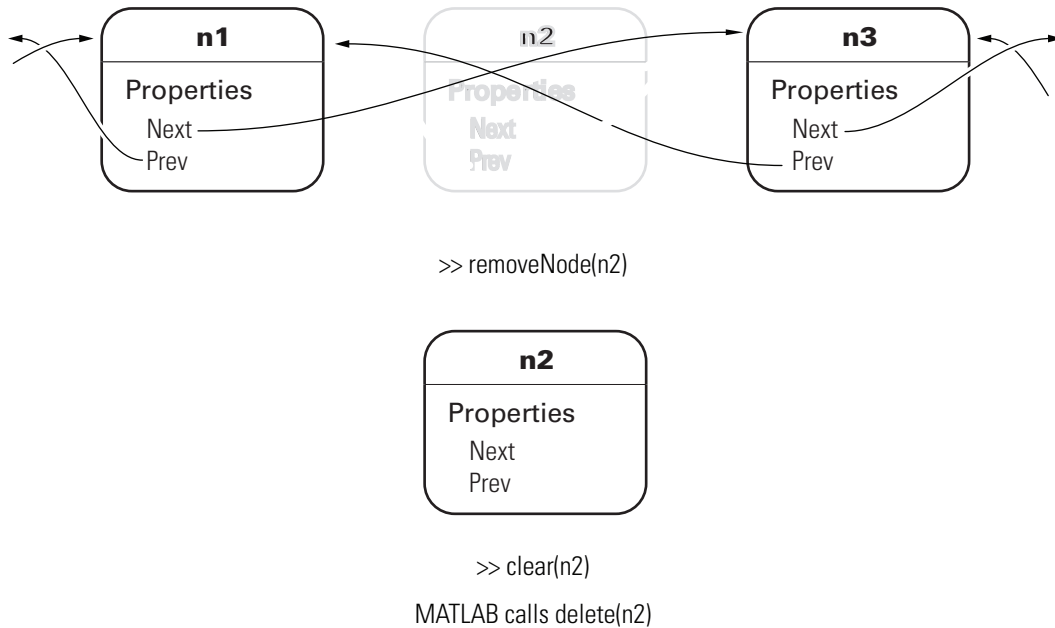 n1
Properties
Next
Prev
n2
Properties
Next
Prev
n3
Properties
Next
Prev
>> removeNode(n2)
n2
Properties
Next
Prev
>> clear(n2)
MATLAB calls delete(n2)